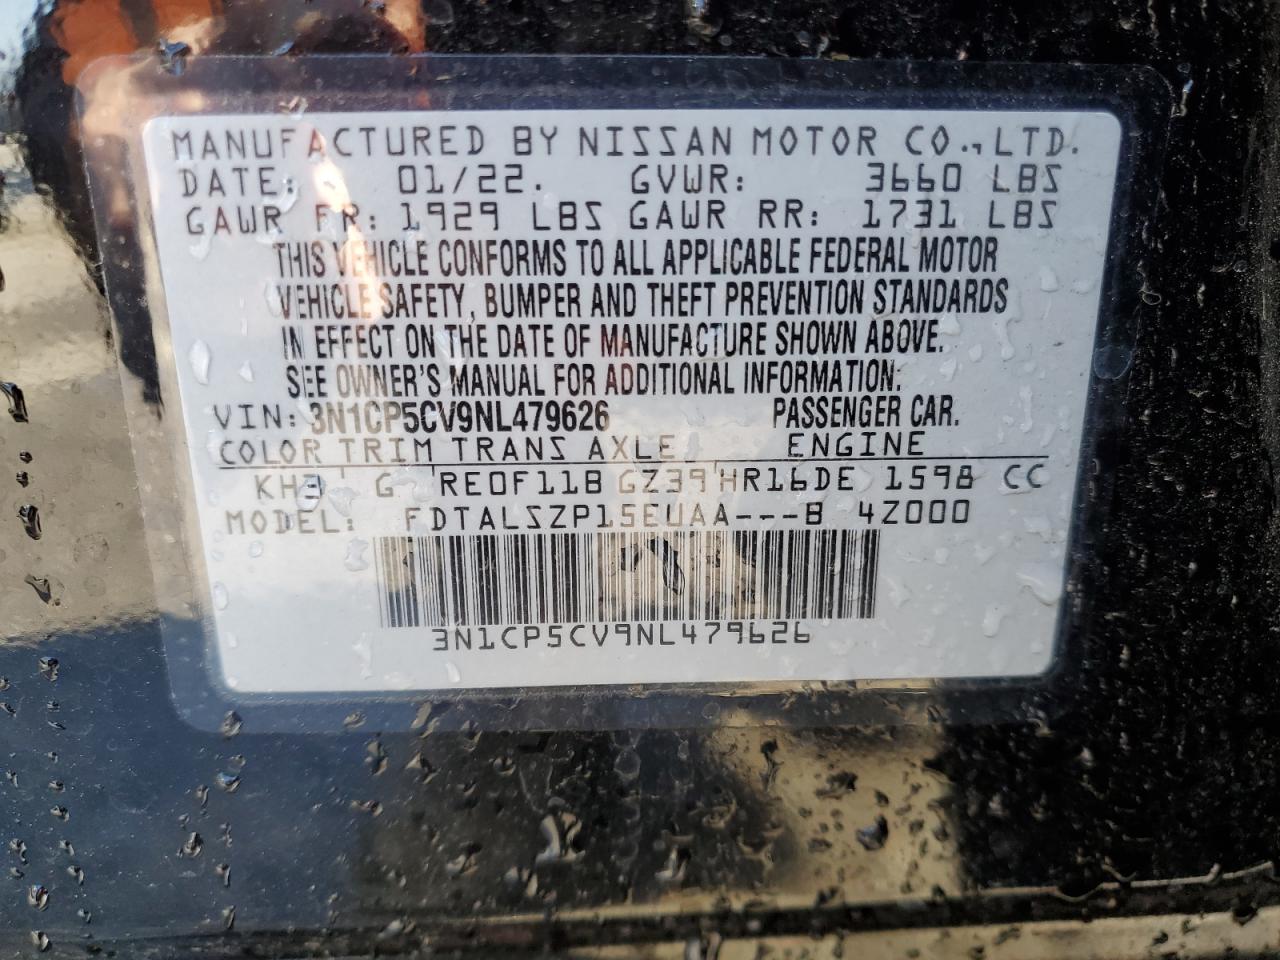 MANUFACTURED BY NISSAN MOTOR CO., LTD.
DATE: 01/22. GVWR: 3660 LBS
GAWR FR: 1929 LBS GAWR RR: 1731 LBS
THIS VEHICLE CONFORMS TO ALL APPLICABLE FEDERAL MOTOR
VEHICLE SAFETY, BUMPER AND THEFT PREVENTION STANDARDS
IN EFFECT ON THE DATE OF MANUFACTURE SHOWN ABOVE.
SEE OWNER'S MANUAL FOR ADDITIONAL INFORMATION:
VIN: 3N1CP5CV9NL479626 PASSENGER CAR.
COLOR TRIM TRANS AXLE ENGINE
KH3 G RE0F11B GZ39 HR16DE 1598 CC
MODEL: FDTALSZP15EUAA---B 4Z000
3N1CP5CV9NL479626